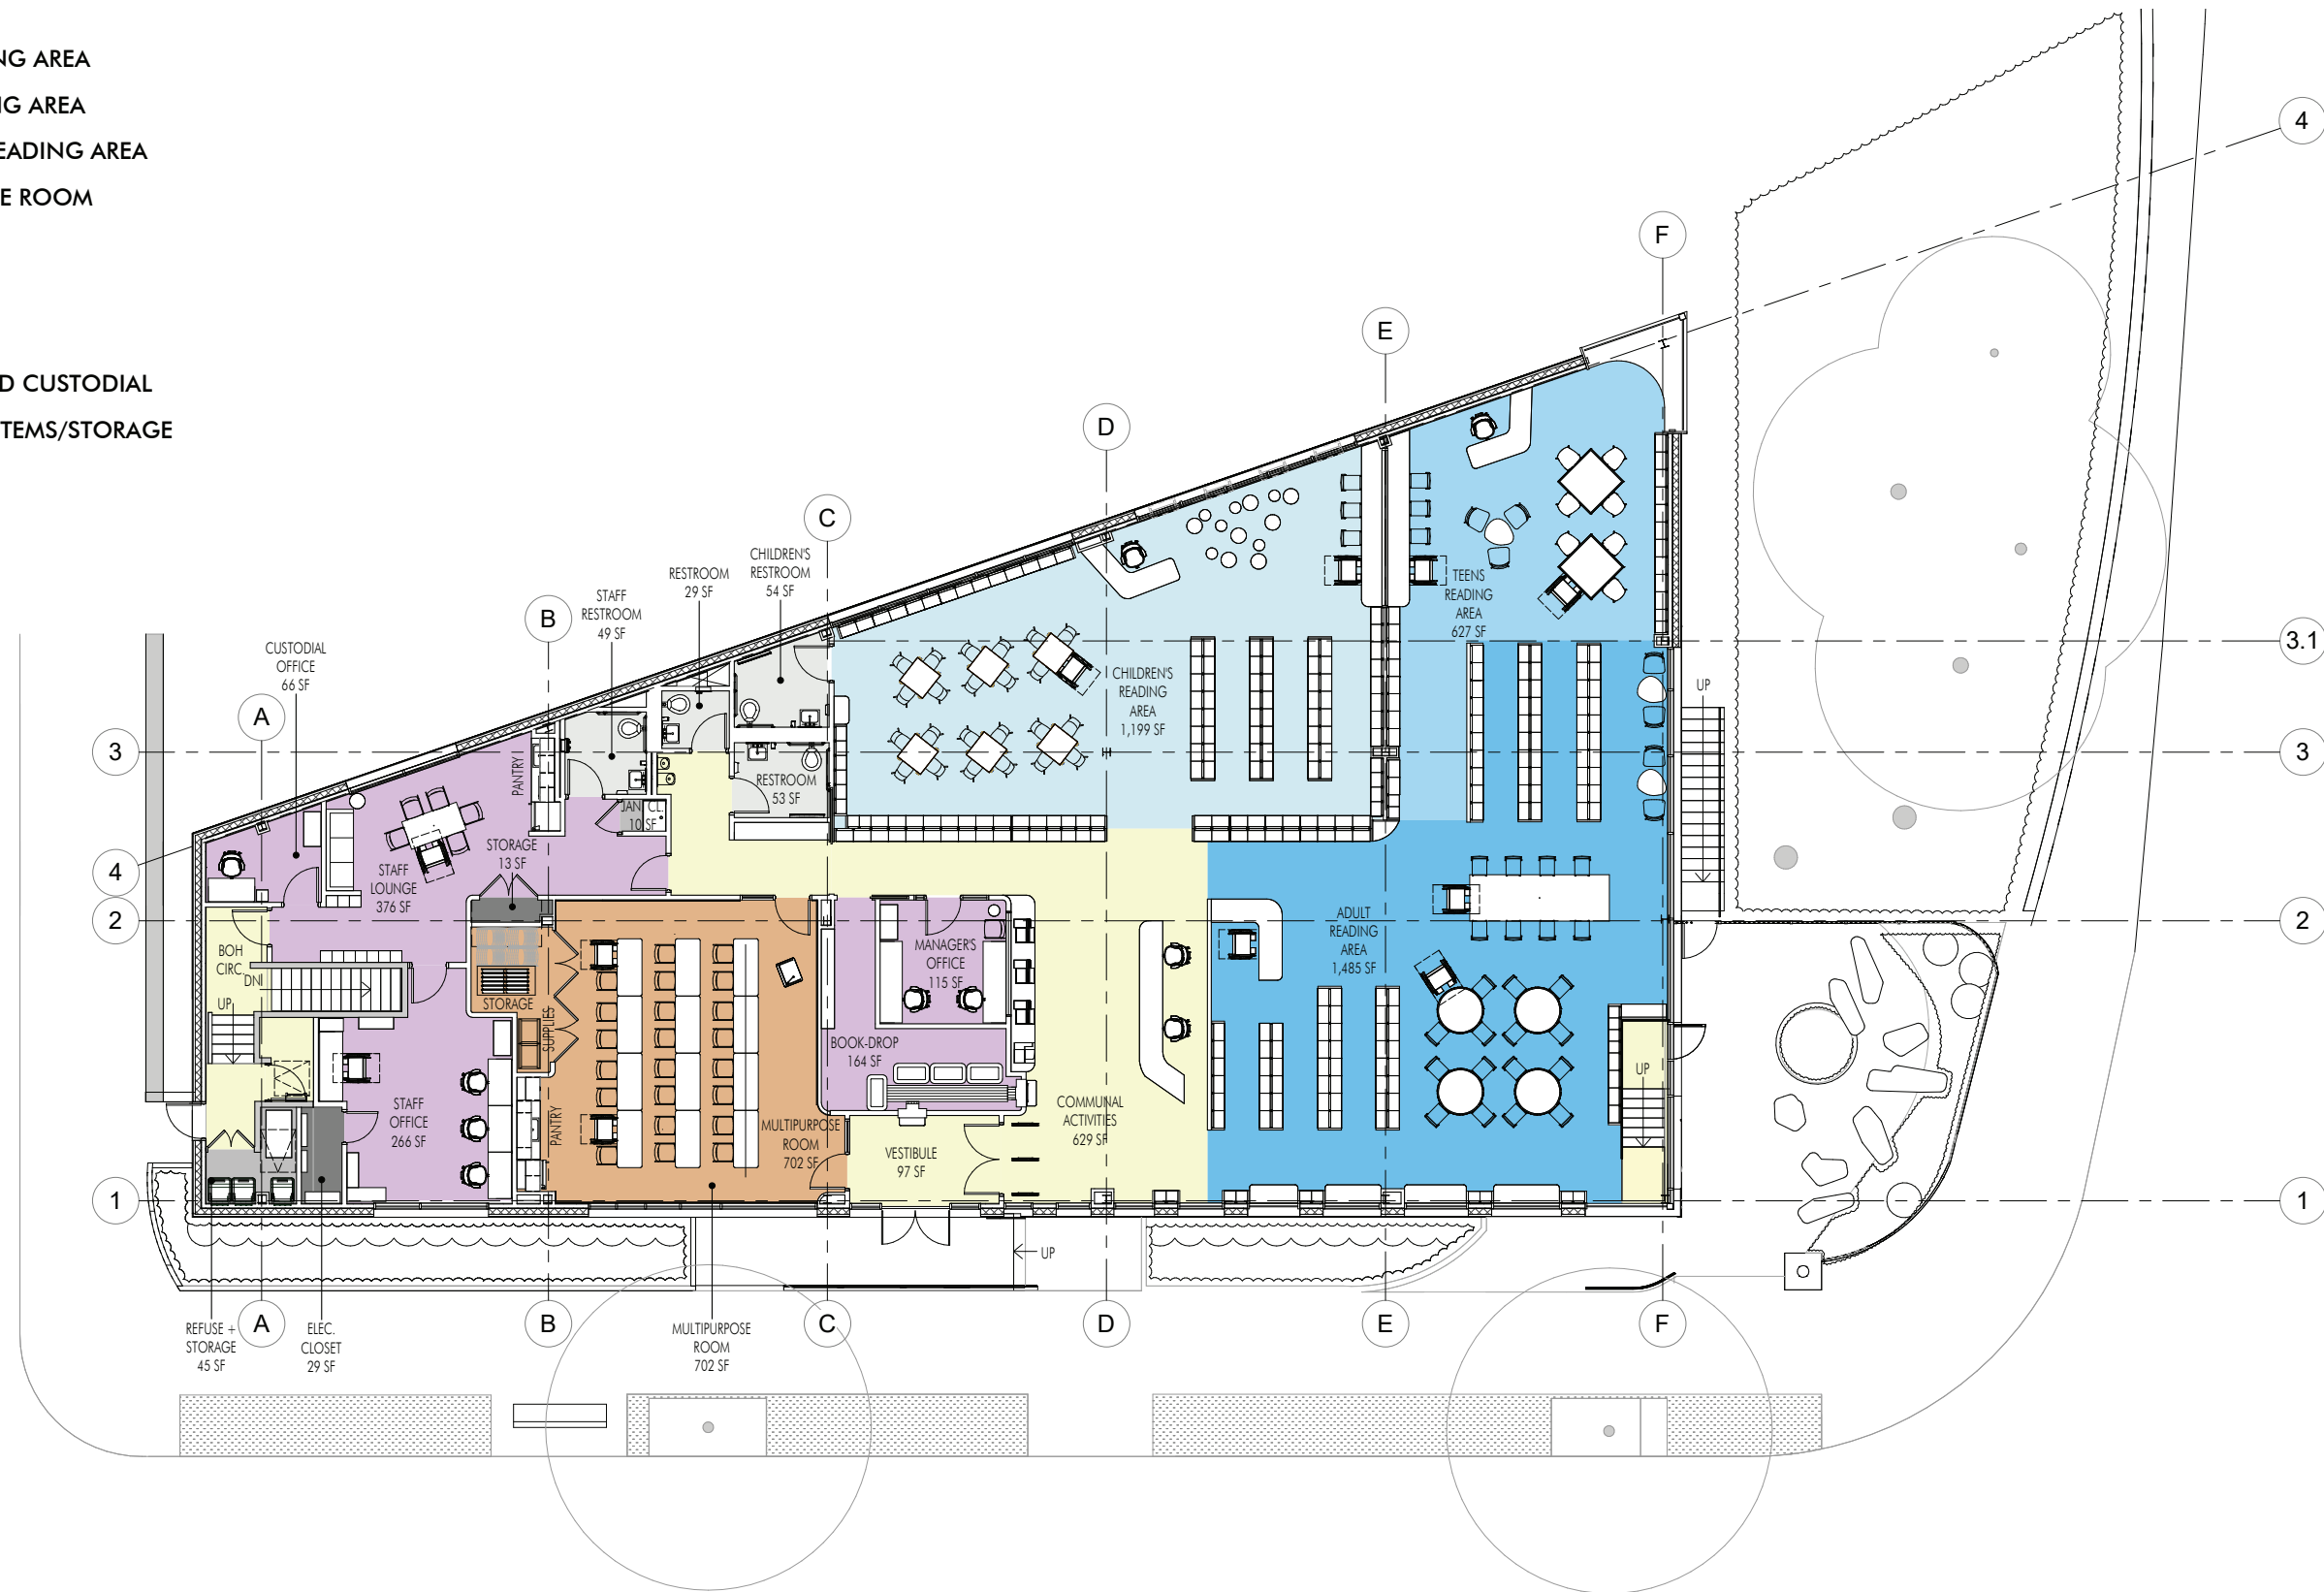 NG AREA
NG AREA
EADING AREA
E ROOM
D CUSTODIAL
TEMS/STORAGE
4
F
E
D
C
CHILDREN'S
RESTROOM
54 SF
RESTROOM
29 SF
STAFF
RESTROOM
49 SF
B
CUSTODIAL
OFFICE
66 SF
A
TEENS
READING
AREA
627 SF
3.1
CHILDREN'S
READING
AREA
1,199 SF
UP
3
3
PANTRY
RESTROOM
53 SF
JAN. CL.
10 SF
STORAGE
13 SF
STAFF
LOUNGE
376 SF
4
2
2
BOH
CIRC.
DN
UP
STORAGE
SUPPLIES
MANAGER'S
OFFICE
115 SF
ADULT
READING
AREA
1,485 SF
BOOK-DROP
164 SF
UP
STAFF
OFFICE
266 SF
PANTRY
MULTIPURPOSE
ROOM
702 SF
VESTIBULE
97 SF
COMMUNAL
ACTIVITIES
629 SF
1
1
UP
REFUSE +
STORAGE
45 SF
A
ELEC.
CLOSET
29 SF
B
MULTIPURPOSE
ROOM
702 SF
C
D
E
F